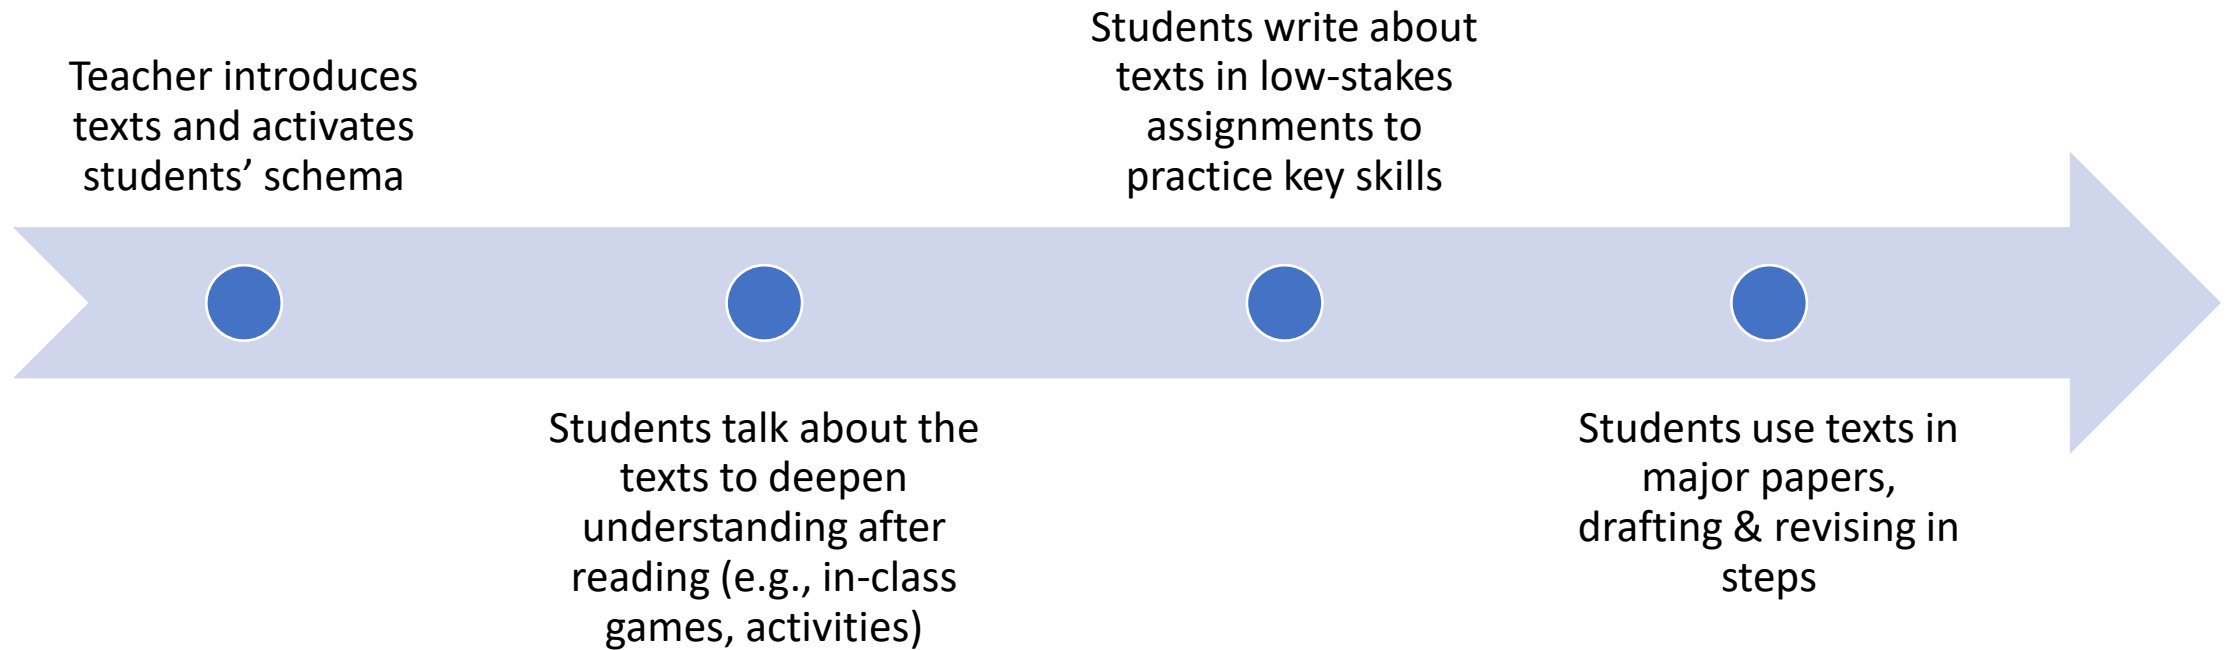 Teacher introduces
texts and activates
students’ schema
Students talk about the
texts to deepen
understanding after
reading (e.g., in-class
games, activities)
Students write about
texts in low-stakes
assignments to
practice key skills
Students use texts in
major papers,
drafting & revising in
steps